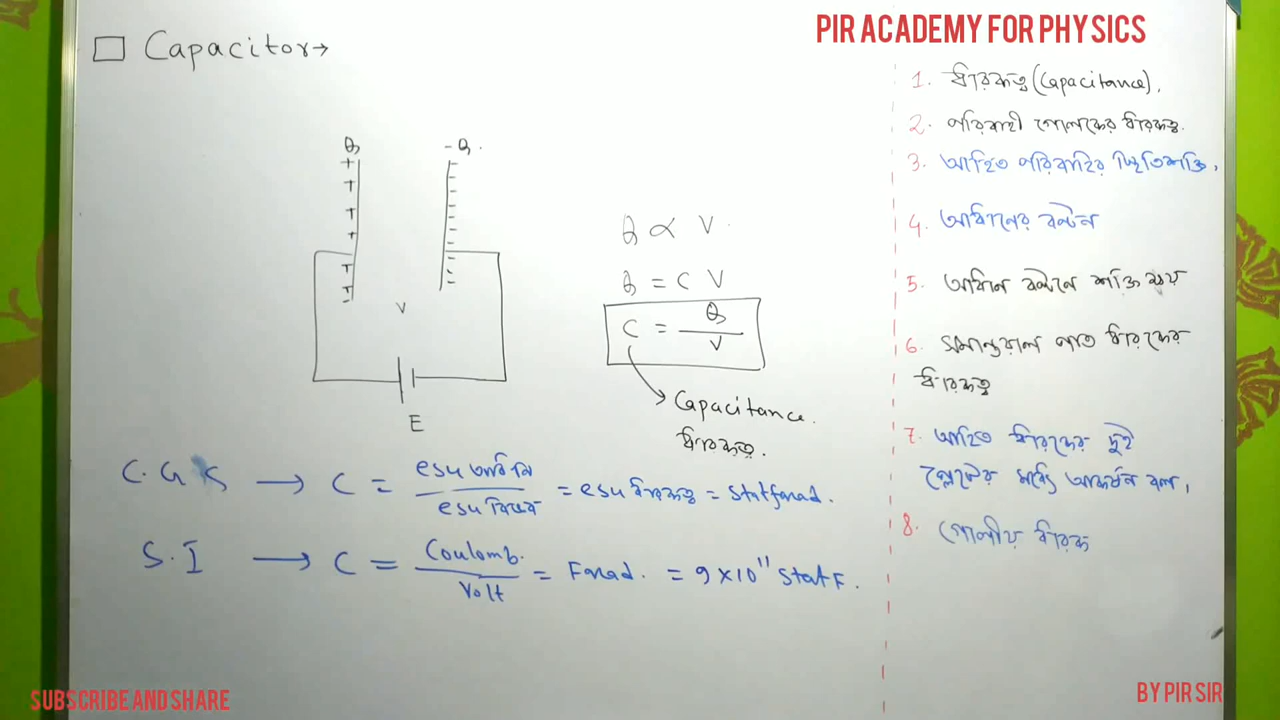 PIR ACADEMY FOR PHYSICS
Capacitor→
Q
-Q.
V
E
Q ∝ V
Q = C V
C = Q/V
Capacitance.
ধারকত্ব.
C.G.S → C = esu আধান/esu বিভব = esu ধারকত্ব = statfarad.
S.I → C = Coulomb./Volt = Farad. = 9×10¹¹ Stat F.
1. ধারকত্ব (Capacitance).
2. পরিবাহী গোলকের ধারকত্ব.
3. আহিত পরিবাহির স্থিতিশক্তি,
4. আধানের বন্টন
5. আধান বন্টনে শক্তি ক্ষয়
6. সমান্তরাল পাত ধারকের
ধারকত্ব
7. আহিত ধারকের দুই
প্লেটের মধ্যে আকর্ষন বল,
8. গোলীয় ধারক
SUBSCRIBE AND SHARE
BY PIR SIR